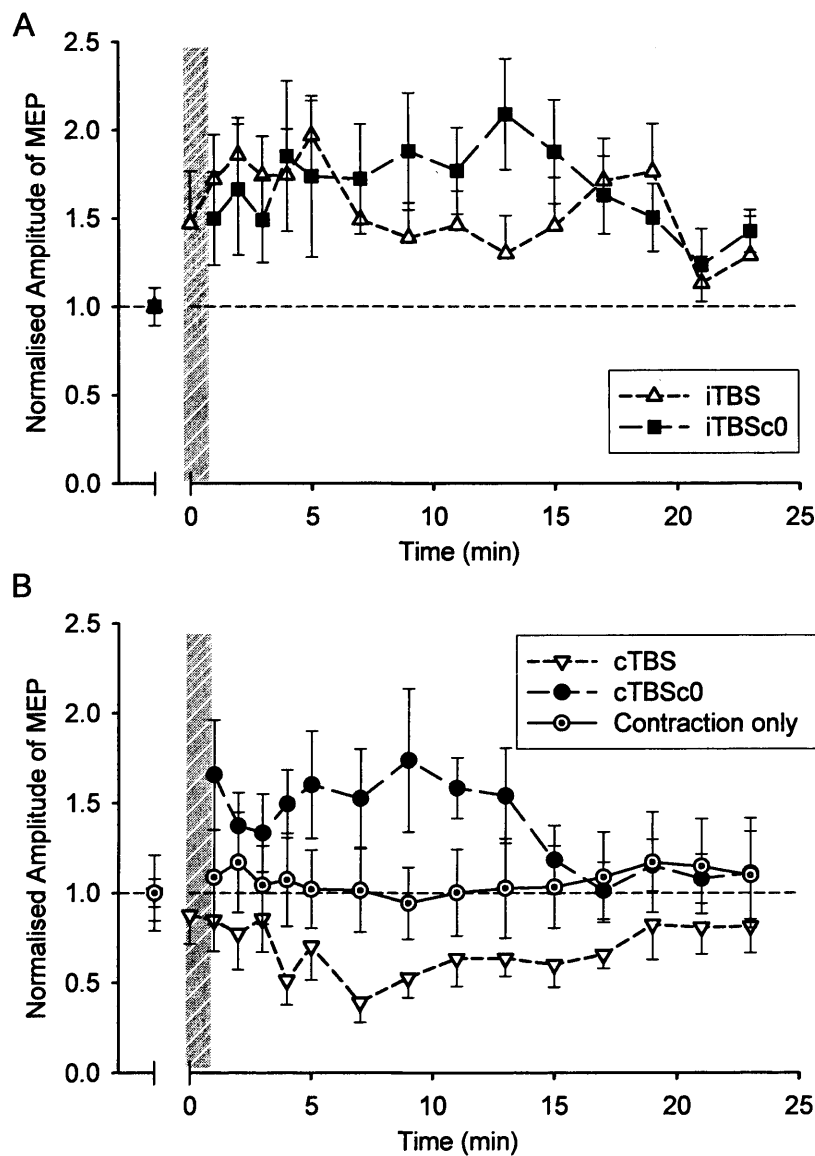 A
2.5
2.0
1.5
1.0
0.5
0.0
Normalised Amplitude of MEP
iTBS
iTBSc0
0 5 10 15 20 25
Time (min)
B
2.5
2.0
1.5
1.0
0.5
0.0
Normalised Amplitude of MEP
cTBS
cTBSc0
Contraction only
0 5 10 15 20 25
Time (min)